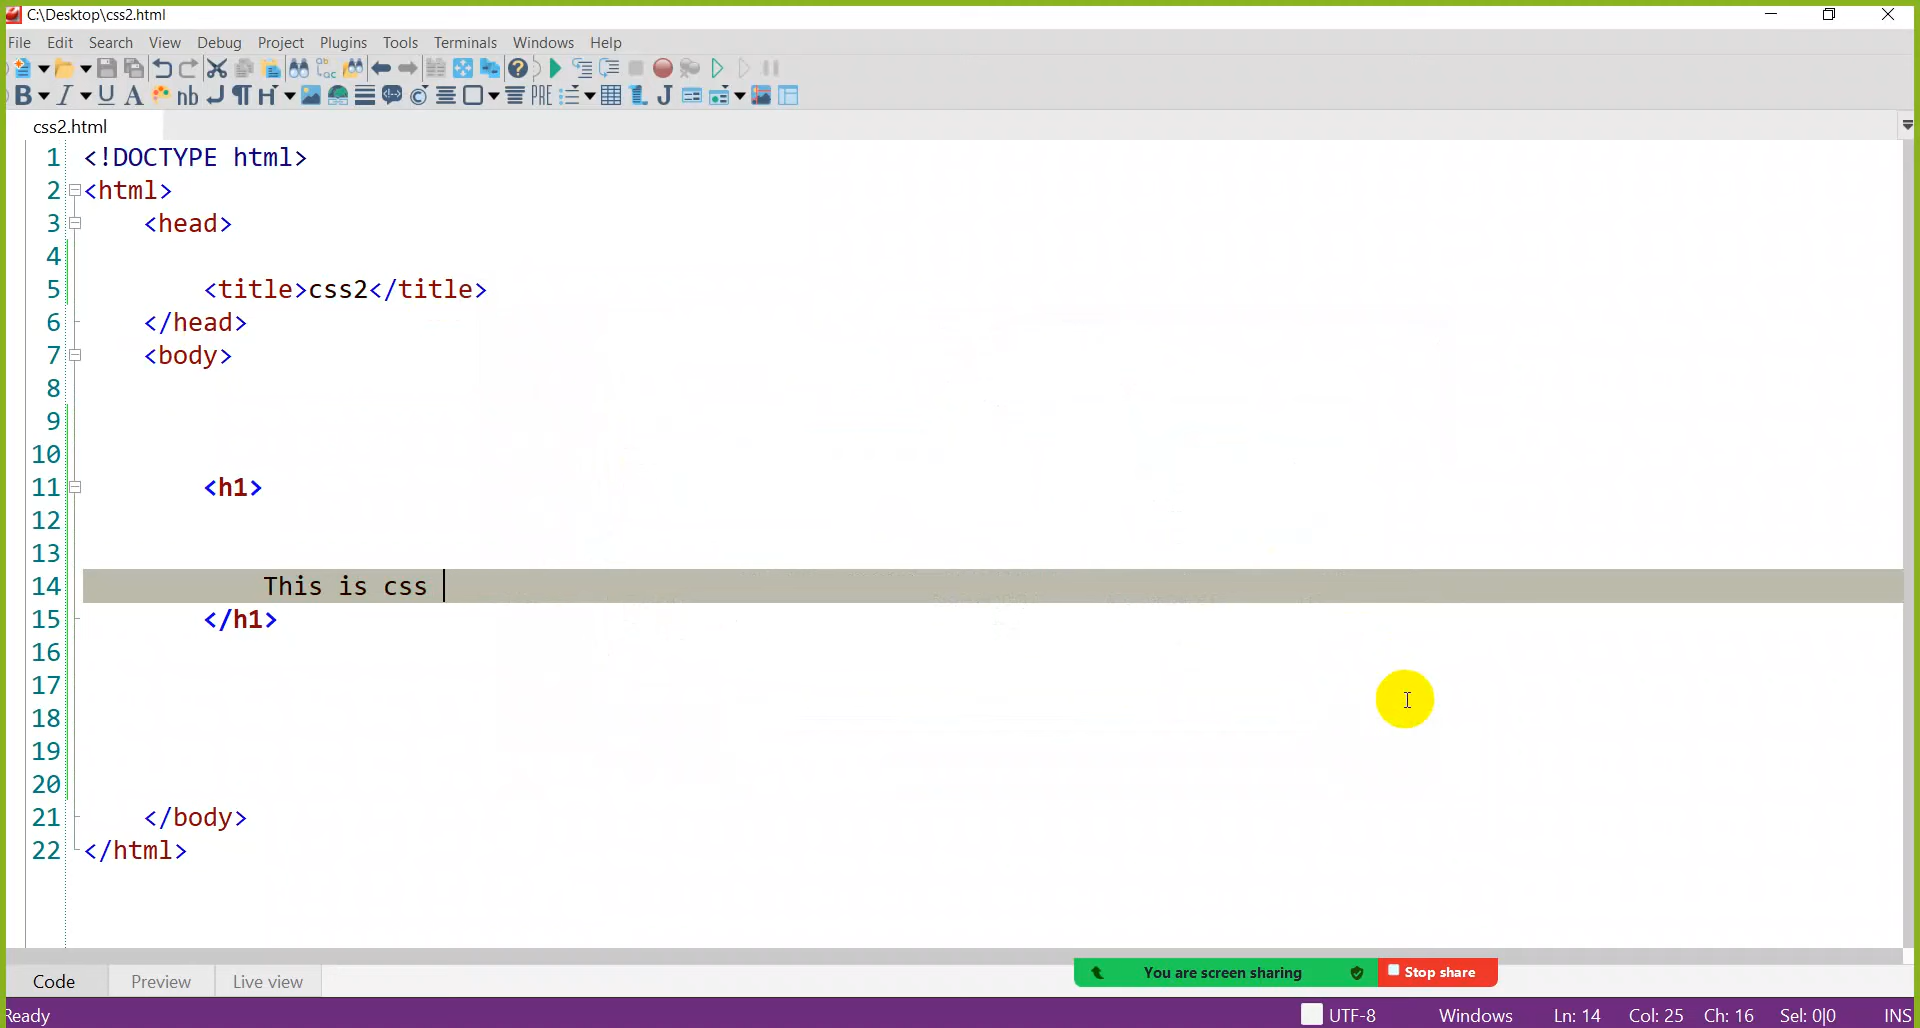 C:\Desktop\css2.html
File Edit Search View Debug Project Plugins Tools Terminals Windows Help
B I U A nb H PRE J
css2.html
1 <!DOCTYPE html>
2 <html>
3 <head>
4
5 <title>css2</title>
6 </head>
7 <body>
8
9
10
11 <h1>
12
13
14 This is css
15 </h1>
16
17
18
19
20
21 </body>
22 </html>
You are screen sharing Stop share
Code Preview Live view
Ready UTF-8 Windows Ln: 14 Col: 25 Ch: 16 Sel: 0|0 INS